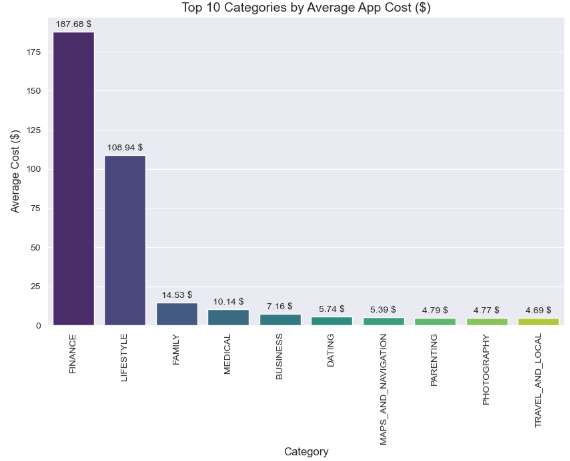 Top 10 Categories by Average App Cost ($)
187.68 $
108.94 $
14.53 $
10.14 $
7.16 $
5.74 $
5.39 $
4.79 $
4.77 $
4.69 $
Average Cost ($)
175
150
125
100
75
50
25
0
FINANCE
LIFESTYLE
FAMILY
MEDICAL
BUSINESS
DATING
MAPS_AND_NAVIGATION
PARENTING
PHOTOGRAPHY
TRAVEL_AND_LOCAL
Category